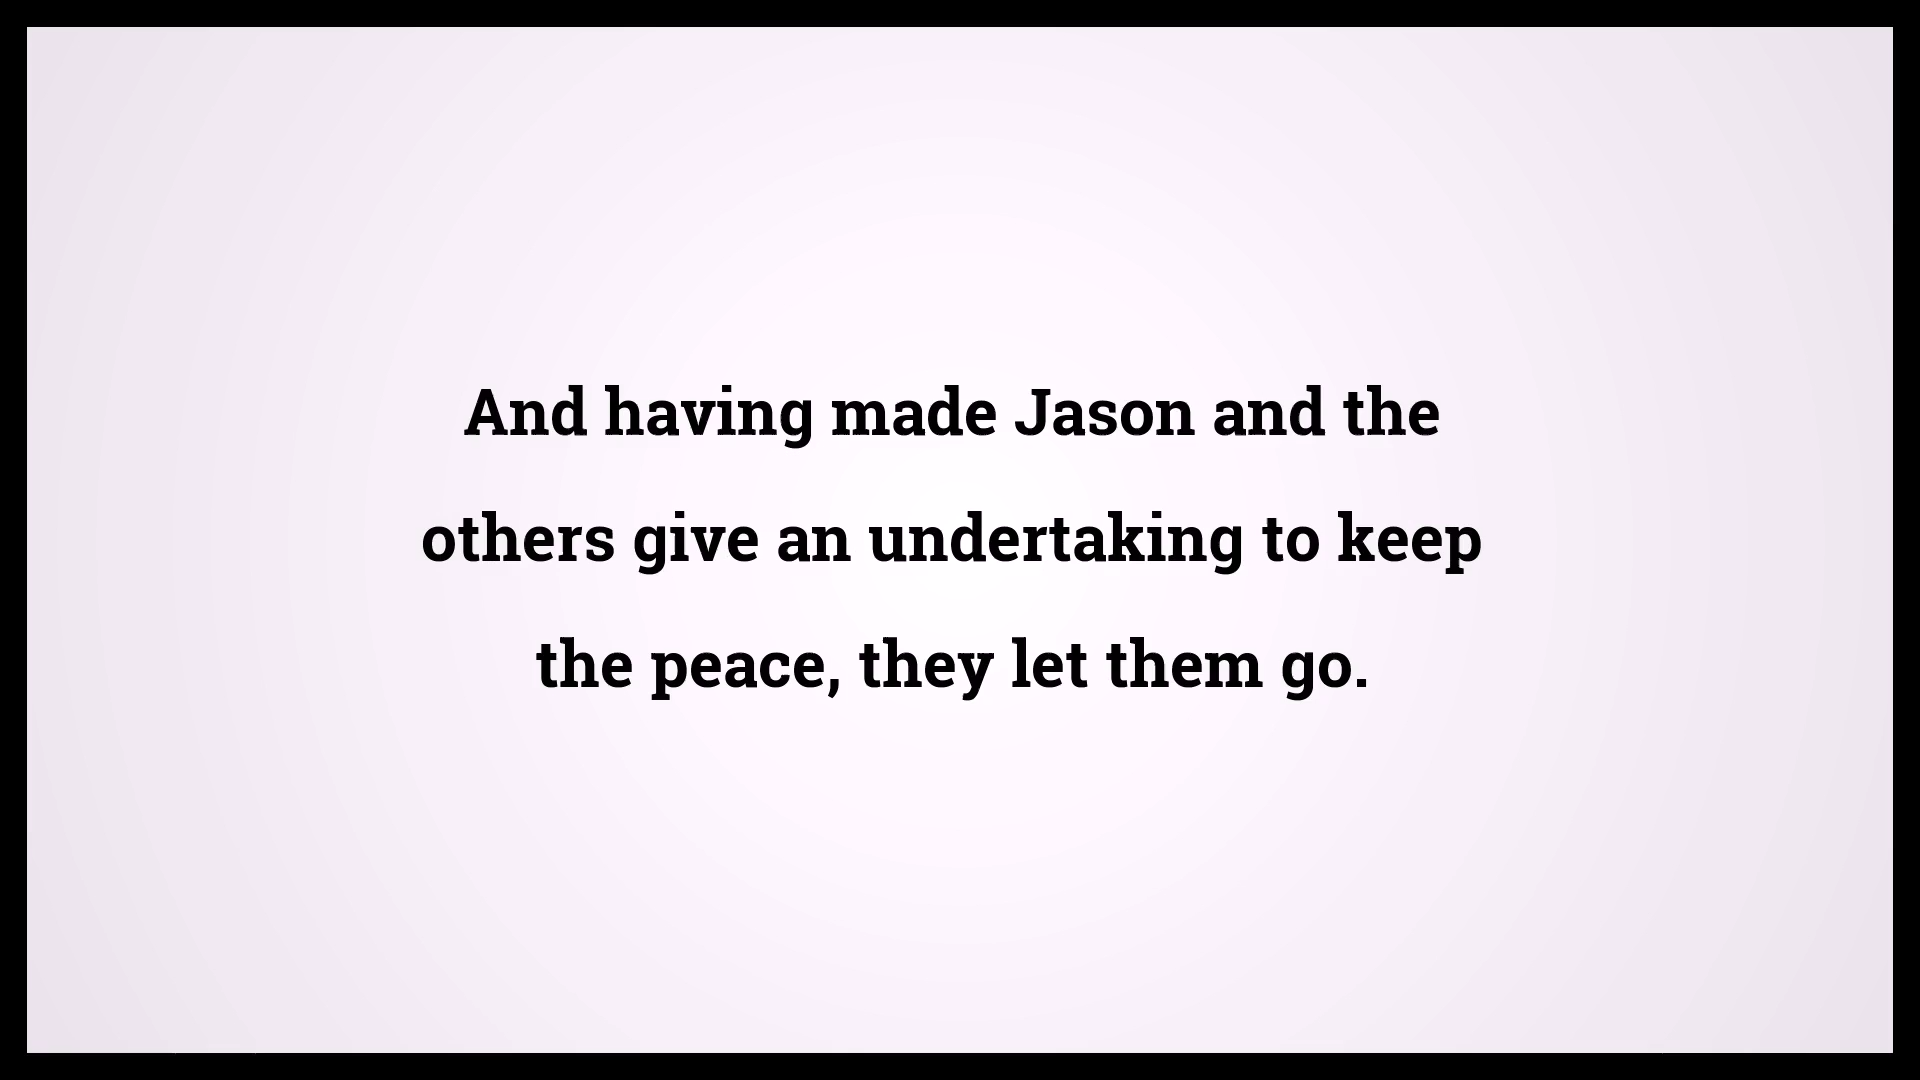 And having made Jason and the
others give an undertaking to keep
the peace, they let them go.